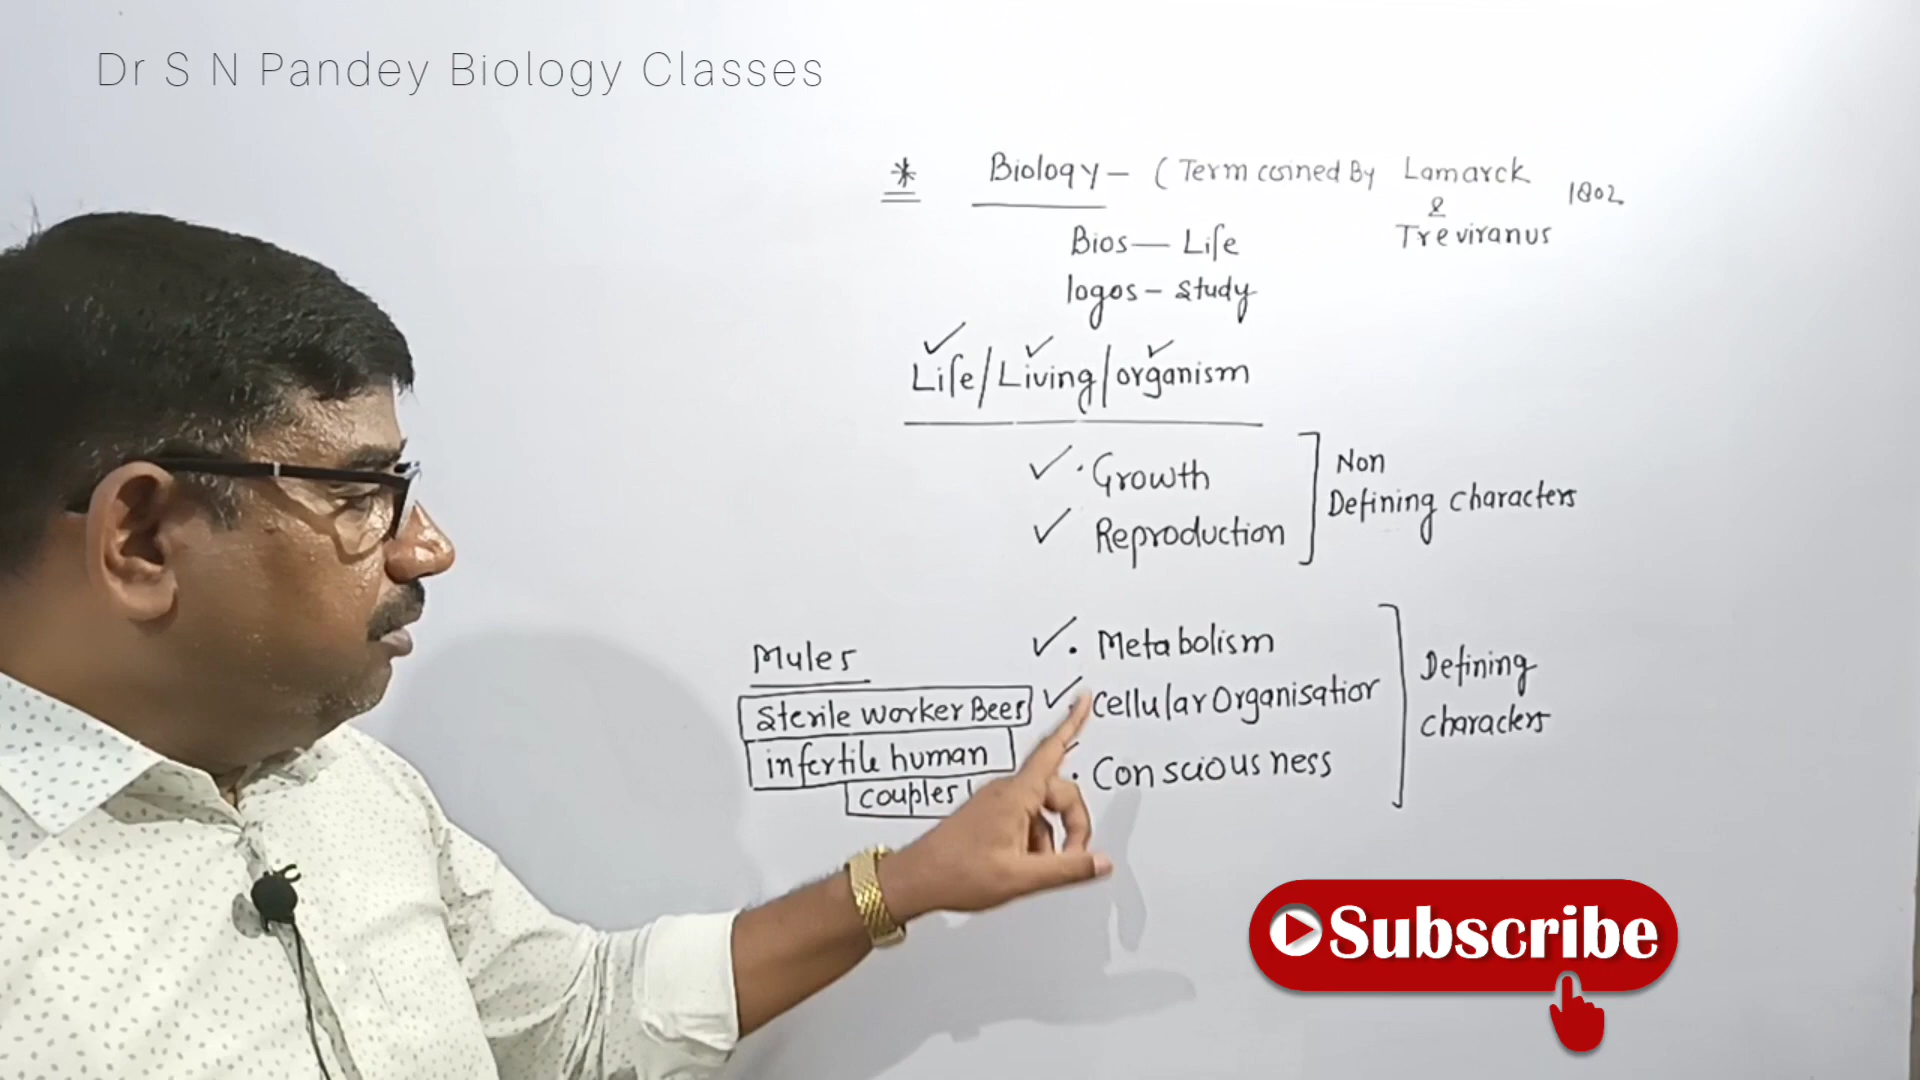 Dr S N Pandey Biology Classes
* Biology - (Term coined By Lamarck & Treviranus 1802
Bios — Life
logos - study
Life/Living/organism
Growth
Reproduction
Non
Defining characters
Metabolism
Cellular Organisation
Consciousness
Defining
characters
Mules
Sterile worker Bees
infertile human
couples
Subscribe